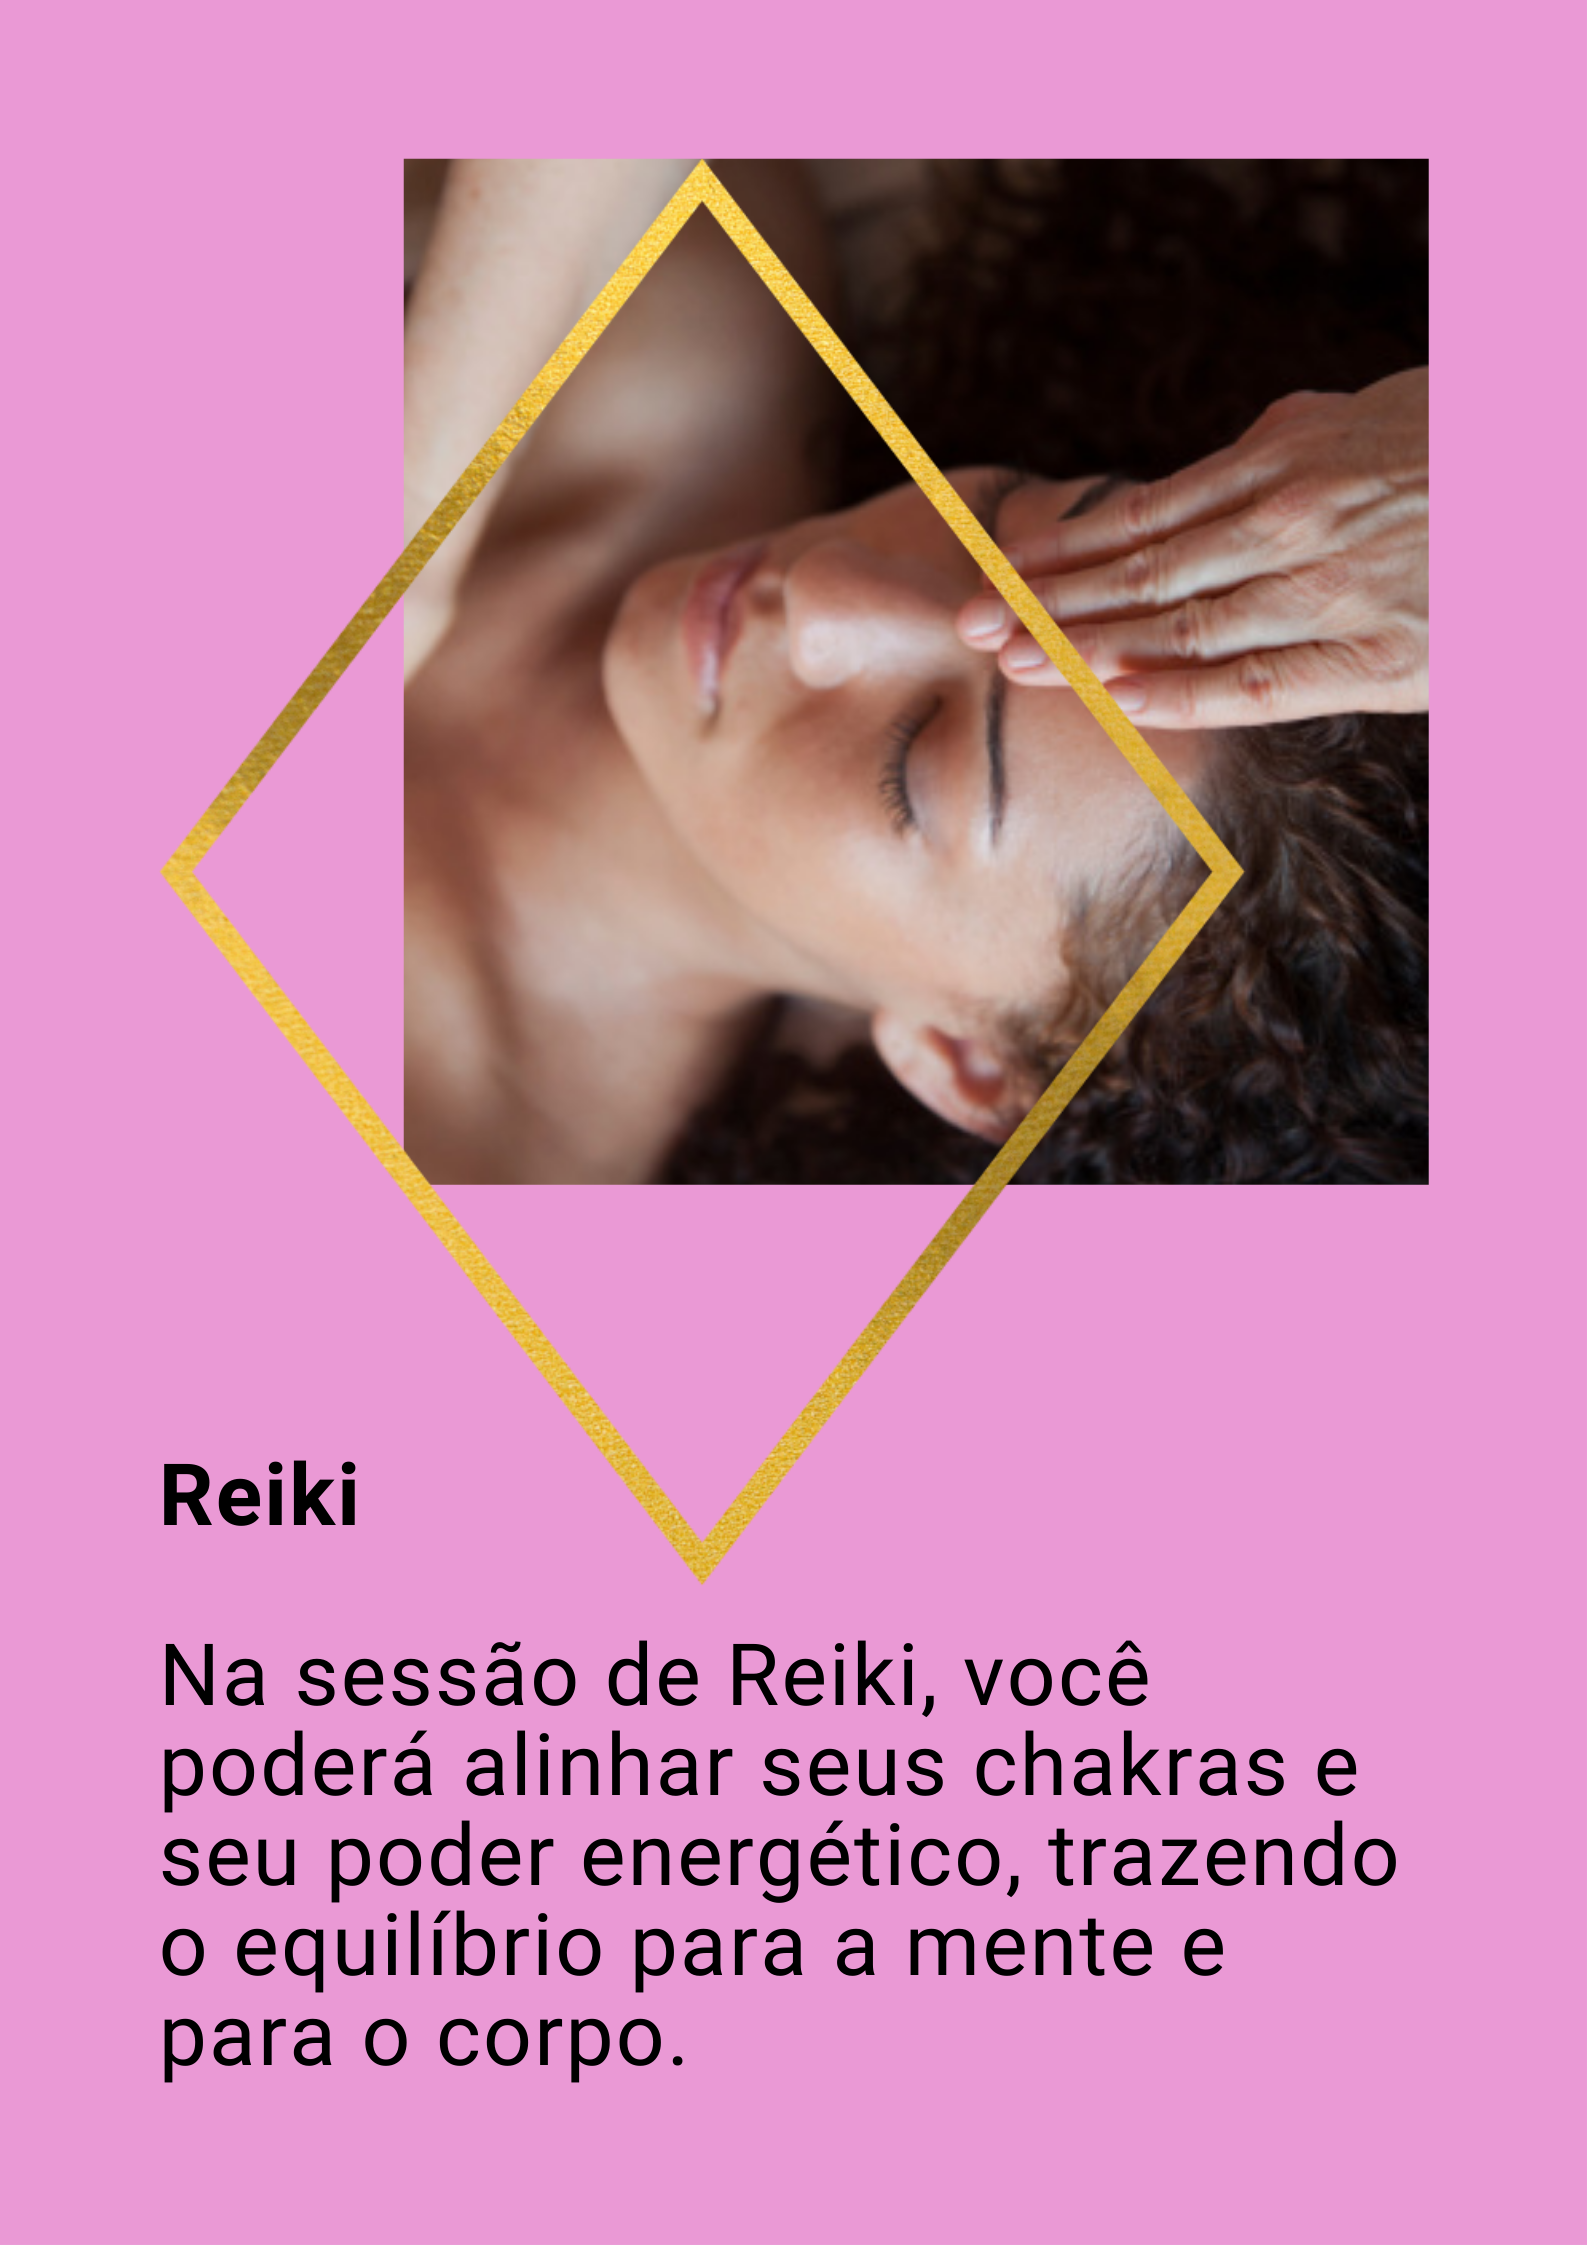 Reiki
Na sessão de Reiki, você
poderá alinhar seus chakras e
seu poder energético, trazendo
o equilíbrio para a mente e
para o corpo.